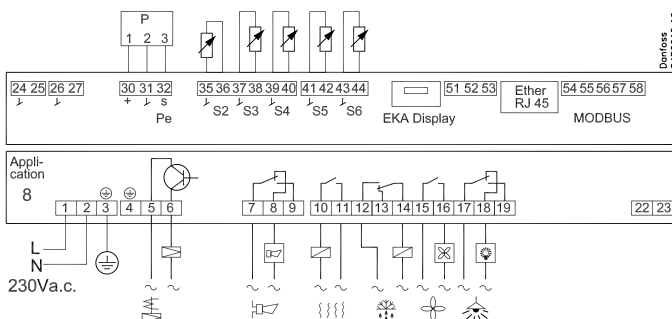 P
1 2 3
Donfoss
24 25 26 27 30 31 32 35 36 37 38 39 40 41 42 43 44 51 52 53 54 55 56 57 58
+ s S2 S3 S4 S5 S6
Pe
EKA Display
Ether
RJ 45
MODBUS
Appli-
cation
8
1 2 3 4 5 6 7 8 9 10 11 12 13 14 15 16 17 18 19 22 23
L
N
230Va.c.